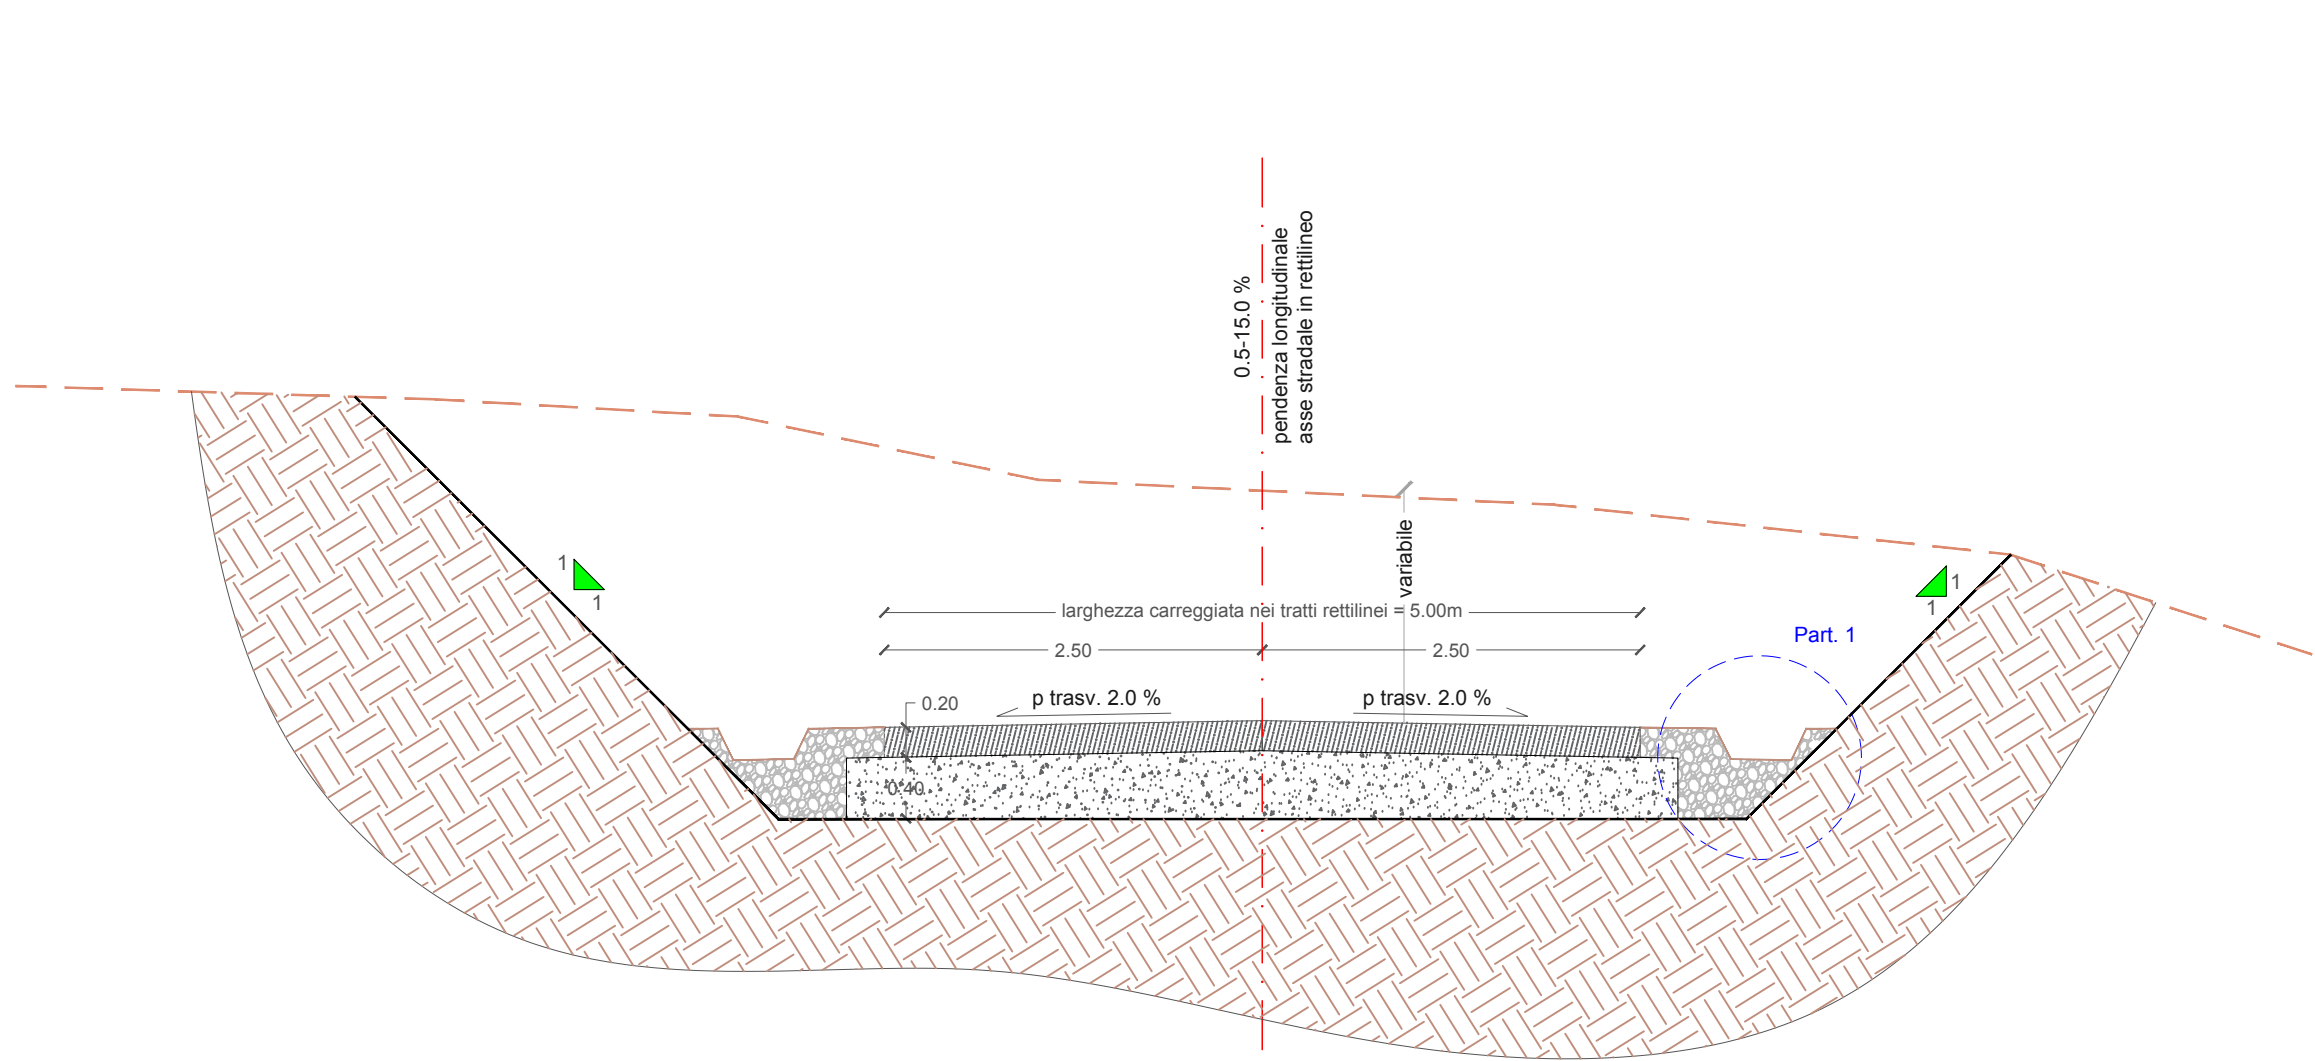 0.5-15.0 %
pendenza longitudinale
asse stradale in rettilineo
variabile
1
1
1
1
larghezza carreggiata nei tratti rettilinei = 5.00m
Part. 1
2.50
2.50
p trasv. 2.0 %
p trasv. 2.0 %
0.20
0.40